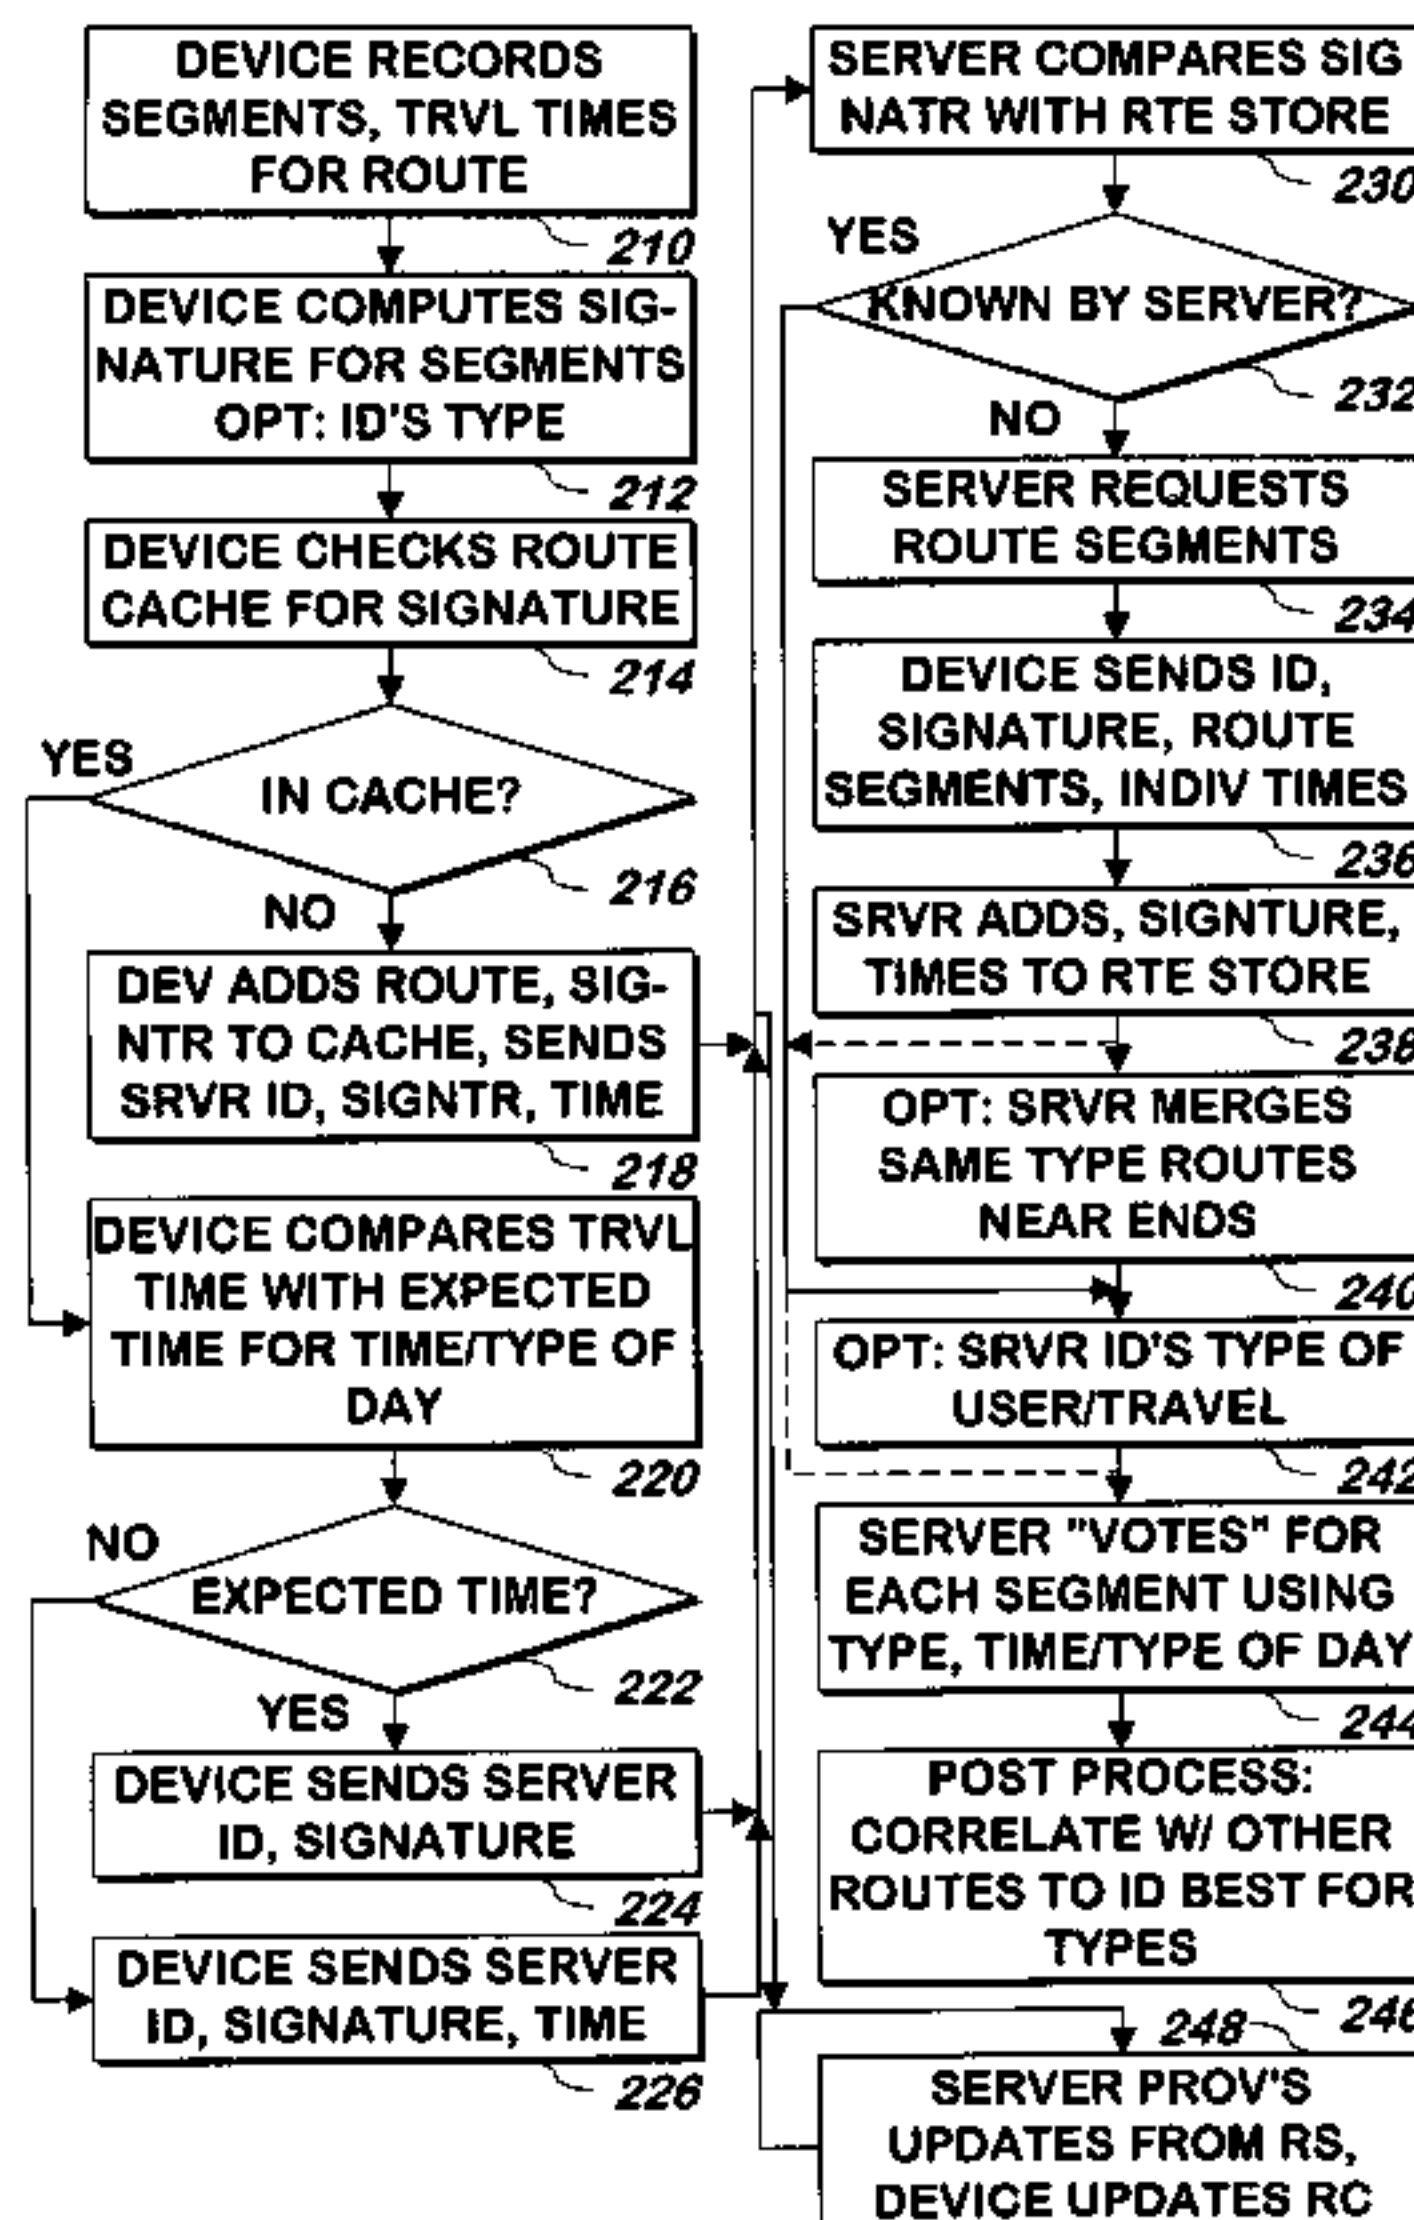 DEVICE RECORDS
SEGMENTS, TRVL TIMES
FOR ROUTE
210
DEVICE COMPUTES SIG-
NATURE FOR SEGMENTS
OPT: ID'S TYPE
212
DEVICE CHECKS ROUTE
CACHE FOR SIGNATURE
214
YES
IN CACHE?
216
NO
DEV ADDS ROUTE, SIG-
NTR TO CACHE, SENDS
SRVR ID, SIGNTR, TIME
218
DEVICE COMPARES TRVL
TIME WITH EXPECTED
TIME FOR TIME/TYPE OF
DAY
220
NO
EXPECTED TIME?
222
YES
DEVICE SENDS SERVER
ID, SIGNATURE
224
DEVICE SENDS SERVER
ID, SIGNATURE, TIME
226
SERVER COMPARES SIG
NATR WITH RTE STORE
230
YES
KNOWN BY SERVER?
232
NO
SERVER REQUESTS
ROUTE SEGMENTS
234
DEVICE SENDS ID,
SIGNATURE, ROUTE
SEGMENTS, INDIV TIMES
236
SRVR ADDS, SIGNTURE,
TIMES TO RTE STORE
238
OPT: SRVR MERGES
SAME TYPE ROUTES
NEAR ENDS
240
OPT: SRVR ID'S TYPE OF
USER/TRAVEL
242
SERVER "VOTES" FOR
EACH SEGMENT USING
TYPE, TIME/TYPE OF DAY
244
POST PROCESS:
CORRELATE W/ OTHER
ROUTES TO ID BEST FOR
TYPES
246
248
SERVER PROV'S
UPDATES FROM RS,
DEVICE UPDATES RC